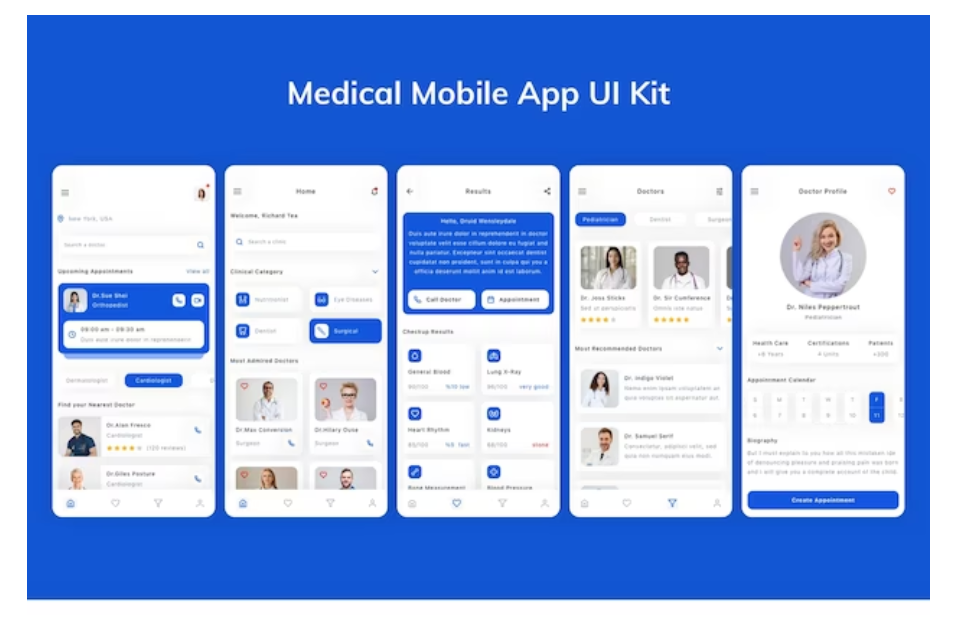 Medical Mobile App UI Kit
New York, USA
Search a doctor
Upcoming Appointments
View all
Dr.Sue Shei
Orthopedist
09:00 am - 09:30 am
Duis aute irure dolor in reprehenderit
Dermatologist
Cardiologist
Find your Nearest Doctor
Dr.Alan Fresco
Cardiologist
(125 reviews)
Dr.Giles Posture
Cardiologist
Home
Welcome, Richard Tea
Search a clinic
Clinical Category
Nutritionist
Eye Diseases
Dentist
Surgical
Most Admired Doctors
Dr.Max Conversion
Surgeon
Dr.Hilary Ouse
Surgeon
Results
Hello, Druid Wensleydale
Duis aute irure dolor in reprehenderit in doctor
voluptate velit esse cillum dolore eu fugiat and
nulla pariatur. Excepteur sint occaecat dentist
cupidatat non proident, sunt in culpa qui you a
officia deserunt mollit anim id est laborum.
Call Doctor
Appointment
Checkup Results
General Blood
90/100
%10 low
Lung X-Ray
96/100
very good
Heart Rhythm
85/100
%5 fast
Kidneys
68/100
stone
Bone Measurement
Blood Pressure
Doctors
Pediatrician
Dentist
Surgeon
Dr. Jess Sticks
Sed ut perspiciatis
Dr. Sir Cumference
Omnis iste natus
Most Recommended Doctors
Dr. Indigo Violet
Nemo enim ipsam voluptatem an
quia voluptas sit aspernatur aut.
Dr. Samuel Serif
Consectetur, adipisci velit, sed
quia non numquam eius modi.
Doctor Profile
Dr. Niles Peppertrout
Pediatrician
Health Care
+8 Years
Certifications
4 Units
Patents
+500
Appointment Calendar
S M T W T F S
6 7 8 9 10 11 12
Biography
But I must explain to you how all this mistaken ide
of denouncing pleasure and praising pain was born
and I will give you a complete account of the child.
Create Appointment